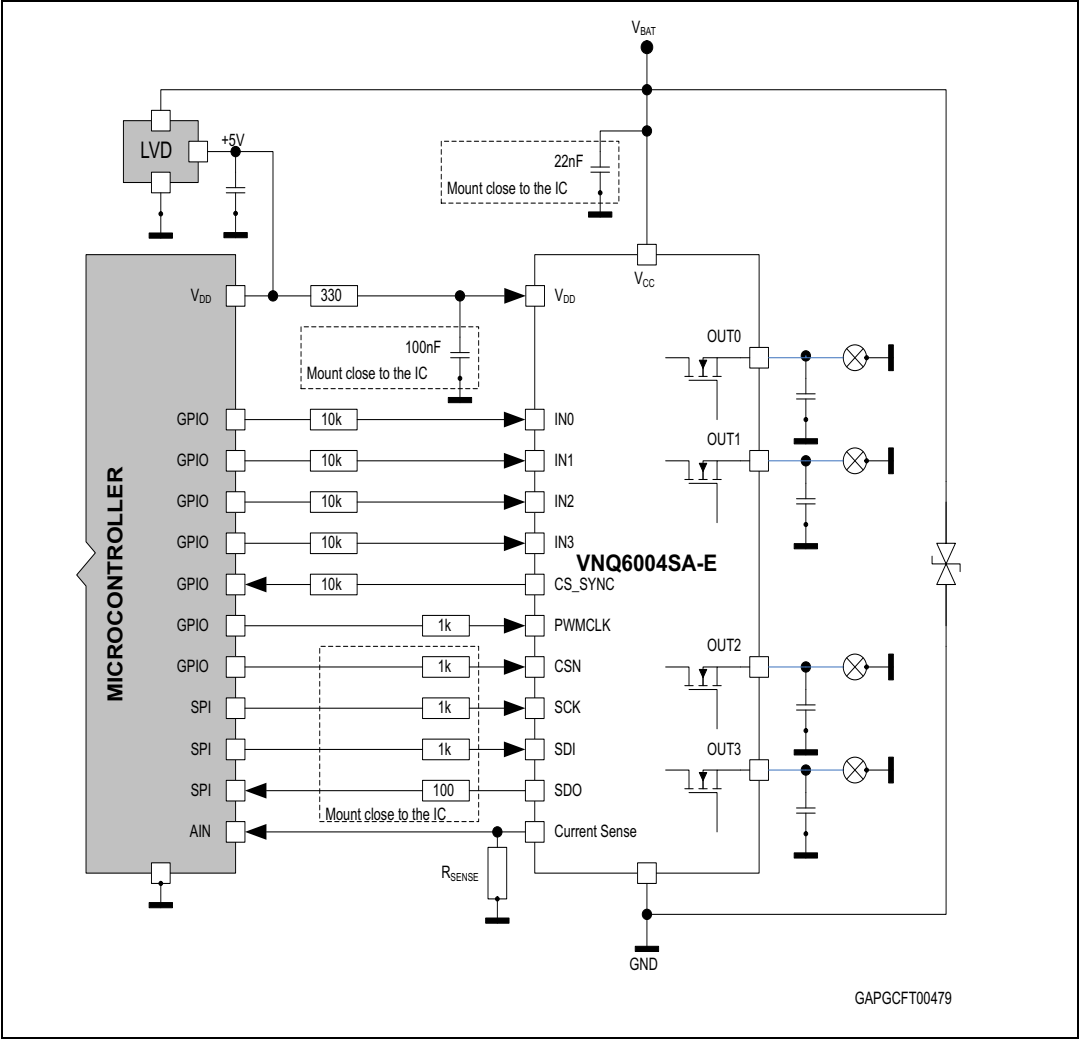 VBAT
LVD
+5V
22nF
Mount close to the IC
VCC
VDD
330
VDD
100nF
Mount close to the IC
OUT0
GPIO
10k
IN0
OUT1
GPIO
10k
IN1
GPIO
10k
IN2
GPIO
10k
IN3
MICROCONTROLLER
VNQ6004SA-E
GPIO
10k
CS_SYNC
GPIO
1k
PWMCLK
OUT2
GPIO
1k
CSN
SPI
1k
SCK
SPI
1k
SDI
OUT3
SPI
100
SDO
Mount close to the IC
AIN
Current Sense
RSENSE
GND
GAPGCFT00479